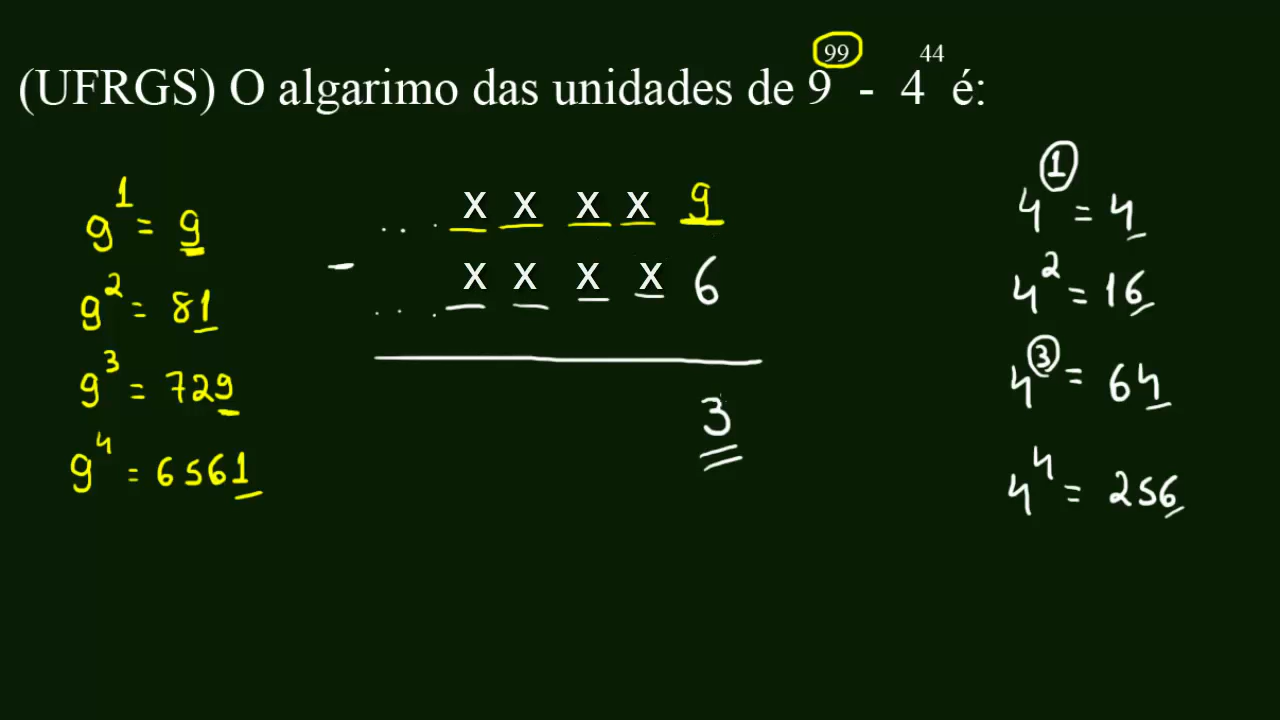 (UFRGS) O algarimo das unidades de 9^99 - 4^44 é:
9^1 = 9
9^2 = 81
9^3 = 729
9^4 = 6561
... x x x x 9
- ... x x x x 6
3
4^1 = 4
4^2 = 16
4^3 = 64
4^4 = 256